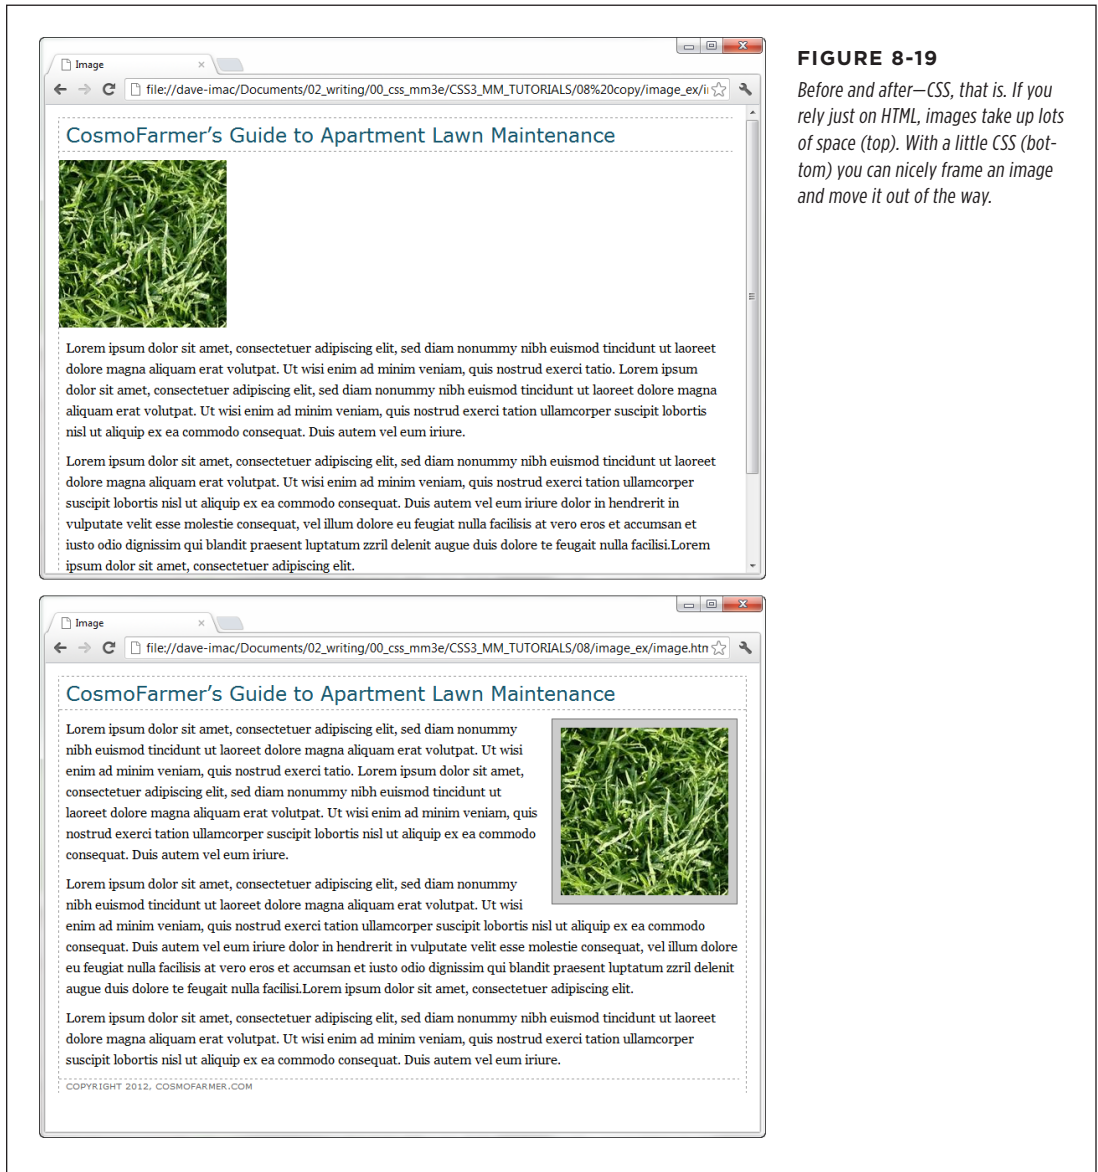 Image
file://dave-imac/Documents/02_writing/00_css_mm3e/CSS3_MM_TUTORIALS/08%20copy/image_ex/i
CosmoFarmer's Guide to Apartment Lawn Maintenance
Lorem ipsum dolor sit amet, consectetuer adipiscing elit, sed diam nonummy nibh euismod tincidunt ut laoreet
dolore magna aliquam erat volutpat. Ut wisi enim ad minim veniam, quis nostrud exerci tatio. Lorem ipsum
dolor sit amet, consectetuer adipiscing elit, sed diam nonummy nibh euismod tincidunt ut laoreet dolore magna
aliquam erat volutpat. Ut wisi enim ad minim veniam, quis nostrud exerci tation ullamcorper suscipit lobortis
nisl ut aliquip ex ea commodo consequat. Duis autem vel eum iriure.
Lorem ipsum dolor sit amet, consectetuer adipiscing elit, sed diam nonummy nibh euismod tincidunt ut laoreet
dolore magna aliquam erat volutpat. Ut wisi enim ad minim veniam, quis nostrud exerci tation ullamcorper
suscipit lobortis nisl ut aliquip ex ea commodo consequat. Duis autem vel eum iriure dolor in hendrerit in
vulputate velit esse molestie consequat, vel illum dolore eu feugiat nulla facilisis at vero eros et accumsan et
iusto odio dignissim qui blandit praesent luptatum zzril delenit augue duis dolore te feugait nulla facilisi.Lorem
ipsum dolor sit amet, consectetuer adipiscing elit.
FIGURE 8-19
Before and after—CSS, that is. If you
rely just on HTML, images take up lots
of space (top). With a little CSS (bot-
tom) you can nicely frame an image
and move it out of the way.
Image
file://dave-imac/Documents/02_writing/00_css_mm3e/CSS3_MM_TUTORIALS/08/image_ex/image.htm
CosmoFarmer's Guide to Apartment Lawn Maintenance
Lorem ipsum dolor sit amet, consectetuer adipiscing elit, sed diam nonummy
nibh euismod tincidunt ut laoreet dolore magna aliquam erat volutpat. Ut wisi
enim ad minim veniam, quis nostrud exerci tatio. Lorem ipsum dolor sit amet,
consectetuer adipiscing elit, sed diam nonummy nibh euismod tincidunt ut
laoreet dolore magna aliquam erat volutpat. Ut wisi enim ad minim veniam, quis
nostrud exerci tation ullamcorper suscipit lobortis nisl ut aliquip ex ea commodo
consequat. Duis autem vel eum iriure.
Lorem ipsum dolor sit amet, consectetuer adipiscing elit, sed diam nonummy
nibh euismod tincidunt ut laoreet dolore magna aliquam erat volutpat. Ut wisi
enim ad minim veniam, quis nostrud exerci tation ullamcorper suscipit lobortis nisl ut aliquip ex ea commodo
consequat. Duis autem vel eum iriure dolor in hendrerit in vulputate velit esse molestie consequat, vel illum dolore
eu feugiat nulla facilisis at vero eros et accumsan et iusto odio dignissim qui blandit praesent luptatum zzril delenit
augue duis dolore te feugait nulla facilisi.Lorem ipsum dolor sit amet, consectetuer adipiscing elit.
Lorem ipsum dolor sit amet, consectetuer adipiscing elit, sed diam nonummy nibh euismod tincidunt ut laoreet
dolore magna aliquam erat volutpat. Ut wisi enim ad minim veniam, quis nostrud exerci tation ullamcorper
suscipit lobortis nisl ut aliquip ex ea commodo consequat. Duis autem vel eum iriure.
COPYRIGHT 2012, COSMOFARMER.COM